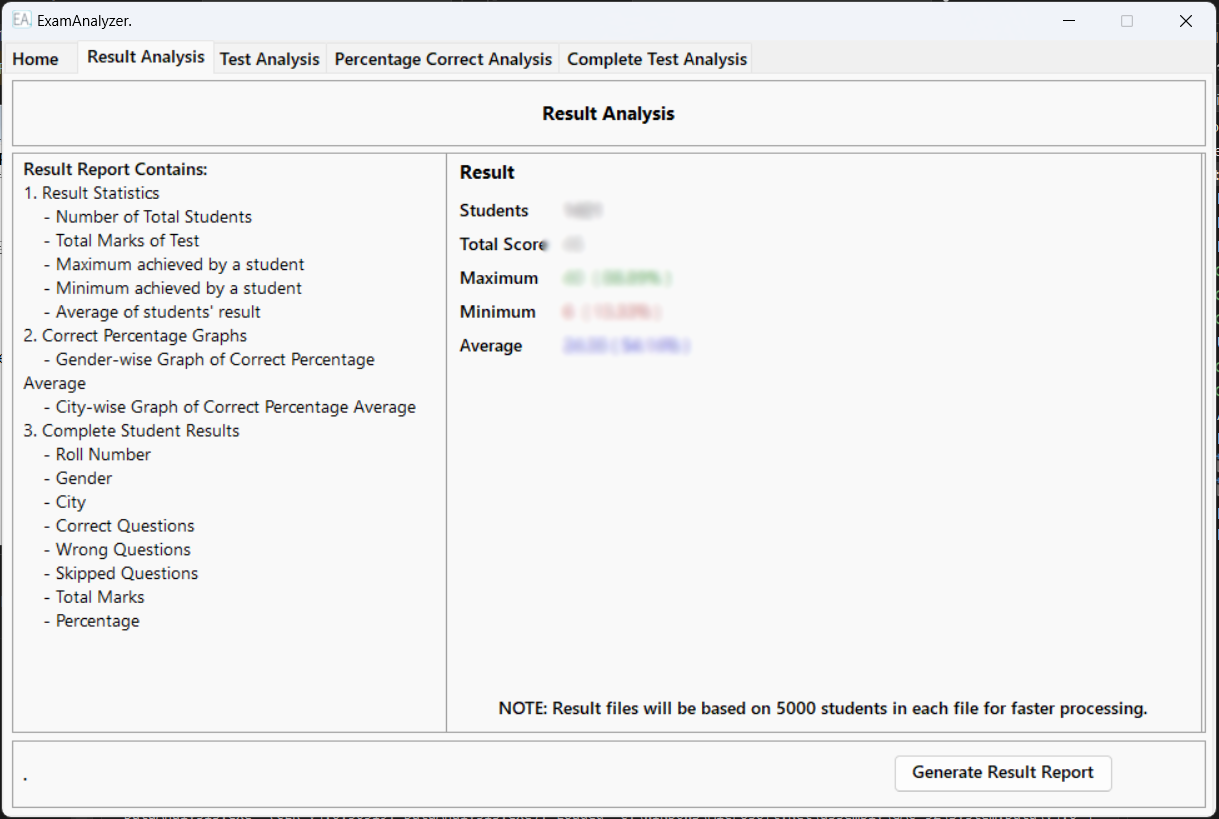 EA ExamAnalyzer.
Home Result Analysis Test Analysis Percentage Correct Analysis Complete Test Analysis
Result Analysis
Result Report Contains:
1. Result Statistics
- Number of Total Students
- Total Marks of Test
- Maximum achieved by a student
- Minimum achieved by a student
- Average of students' result
2. Correct Percentage Graphs
- Gender-wise Graph of Correct Percentage
Average
- City-wise Graph of Correct Percentage Average
3. Complete Student Results
- Roll Number
- Gender
- City
- Correct Questions
- Wrong Questions
- Skipped Questions
- Total Marks
- Percentage
Result
Students
Total Score
Maximum
Minimum
Average
NOTE: Result files will be based on 5000 students in each file for faster processing.
.
Generate Result Report